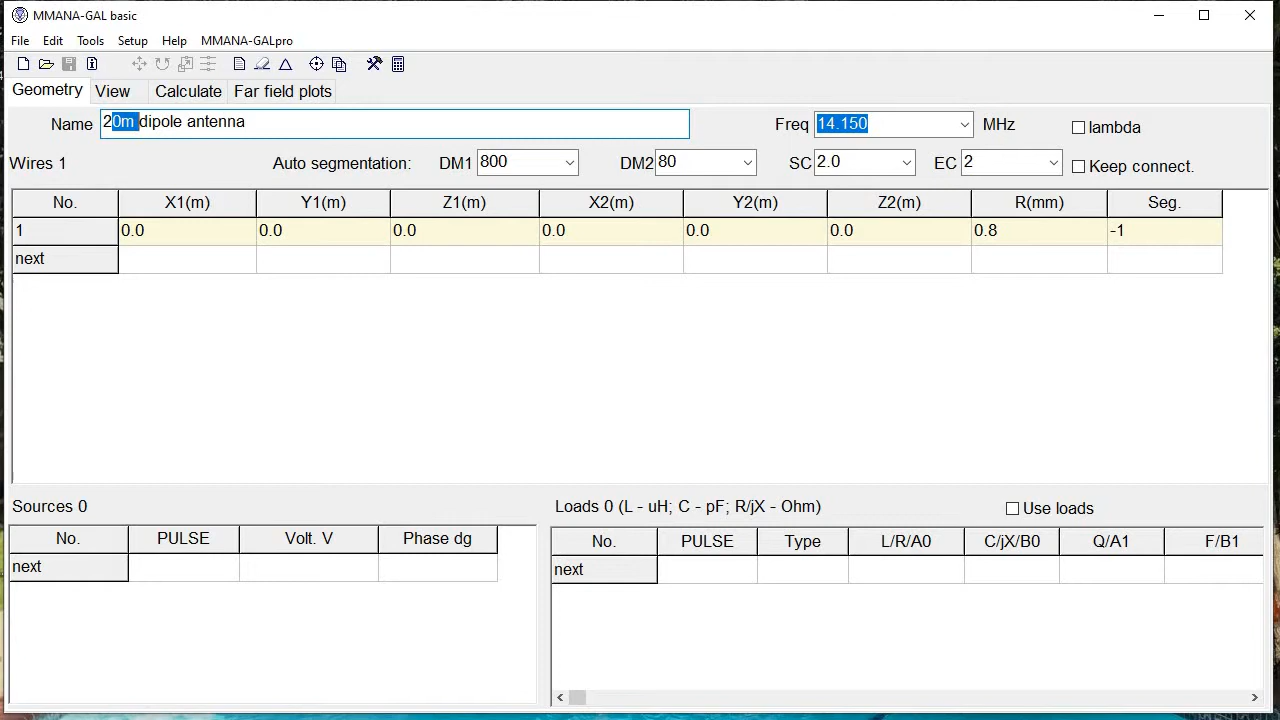 MMANA-GAL basic
File Edit Tools Setup Help MMANA-GALpro
Geometry View Calculate Far field plots
Name 20m dipole antenna Freq 14.150 MHz lambda
Wires 1 Auto segmentation: DM1 800 DM2 80 SC 2.0 EC 2 Keep connect.
No. X1(m) Y1(m) Z1(m) X2(m) Y2(m) Z2(m) R(mm) Seg.
1 0.0 0.0 0.0 0.0 0.0 0.0 0.8 -1
next
Sources 0 Loads 0 (L - uH; C - pF; R/jX - Ohm) Use loads
No. PULSE Volt. V Phase dg No. PULSE Type L/R/A0 C/jX/B0 Q/A1 F/B1
next next